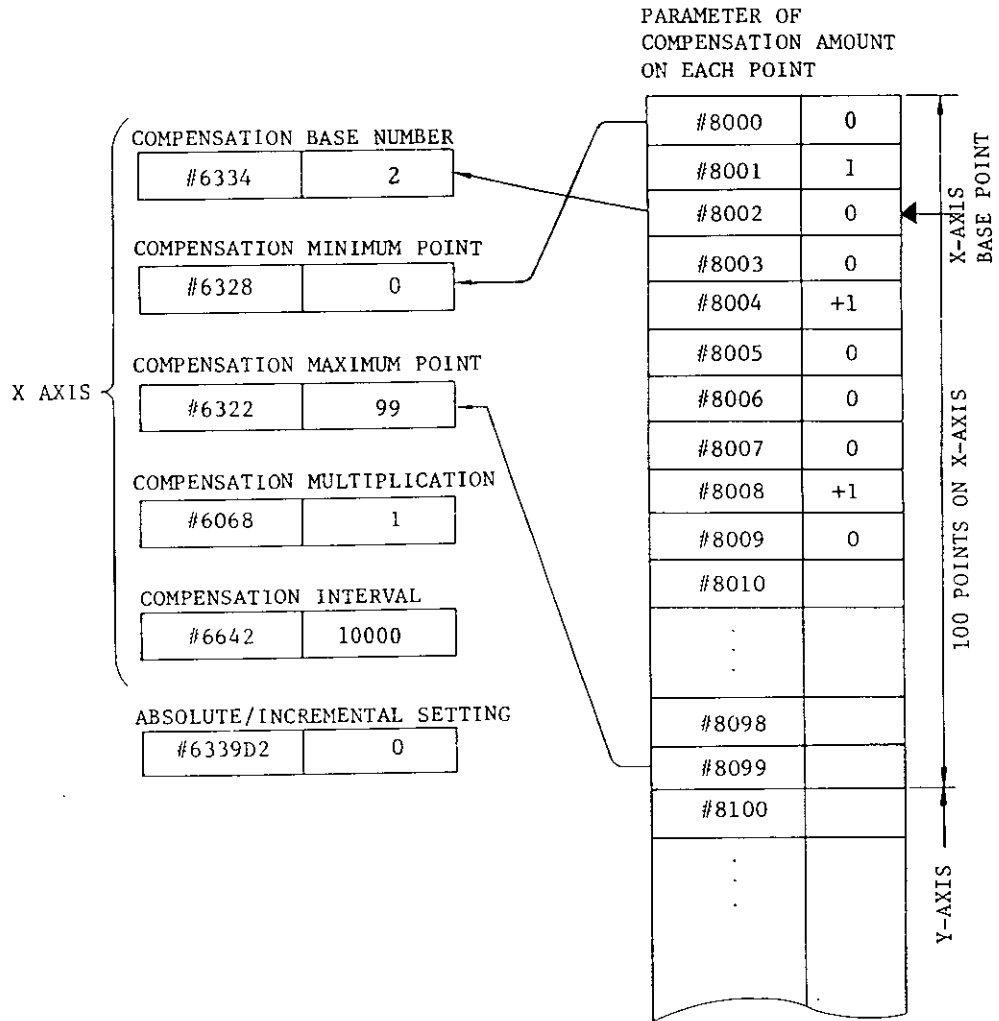 PARAMETER OF
COMPENSATION AMOUNT
ON EACH POINT
X AXIS
COMPENSATION BASE NUMBER
#6334 2
COMPENSATION MINIMUM POINT
#6328 0
COMPENSATION MAXIMUM POINT
#6322 99
COMPENSATION MULTIPLICATION
#6068 1
COMPENSATION INTERVAL
#6642 10000
ABSOLUTE/INCREMENTAL SETTING
#6339D2 0
#8000 0
#8001 1
#8002 0
#8003 0
#8004 +1
#8005 0
#8006 0
#8007 0
#8008 +1
#8009 0
#8010
#8098
#8099
#8100
X-AXIS
BASE POINT
100 POINTS ON X-AXIS
Y-AXIS